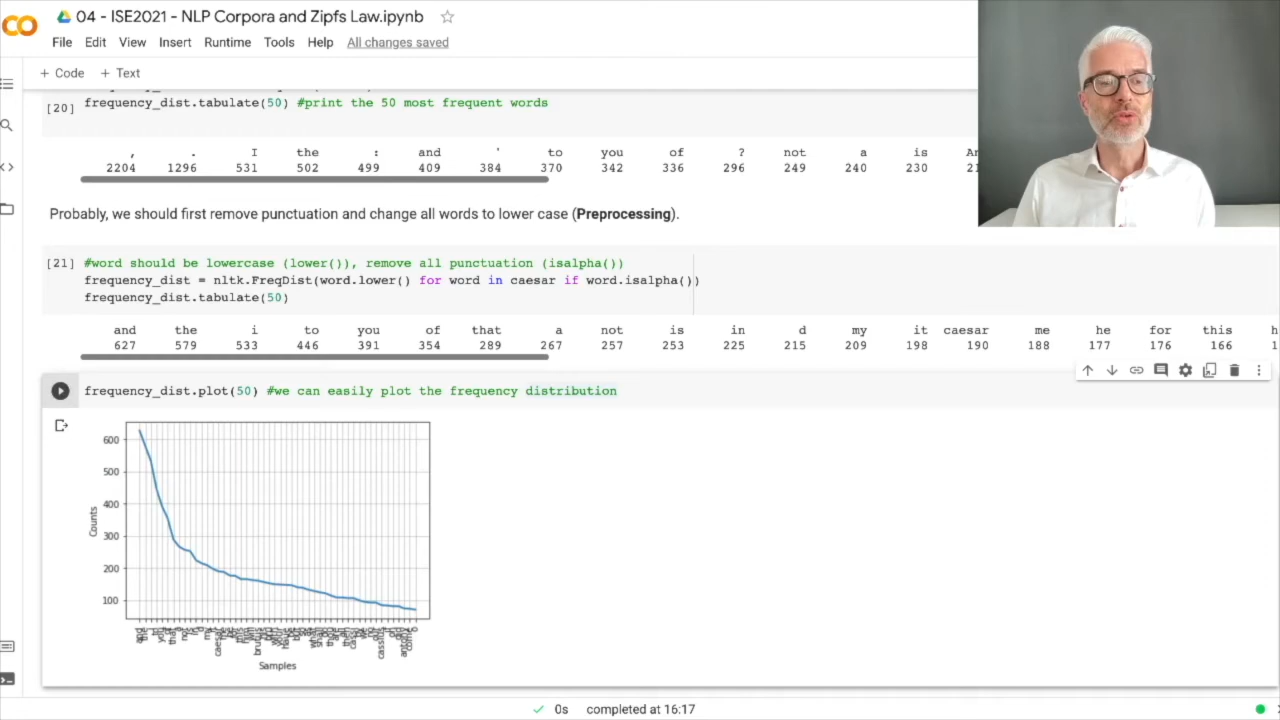 04 - ISE2021 - NLP Corpora and Zipfs Law.ipynb
File Edit View Insert Runtime Tools Help All changes saved
+ Code + Text
[20] frequency_dist.tabulate(50) #print the 50 most frequent words
, . I the : and ' to you of ? not a is
2204 1296 531 502 499 409 384 370 342 336 296 249 240 230
Probably, we should first remove punctuation and change all words to lower case (Preprocessing).
[21] #word should be lowercase (lower()), remove all punctuation (isalpha())
frequency_dist = nltk.FreqDist(word.lower() for word in caesar if word.isalpha())
frequency_dist.tabulate(50)
and the i to you of that a not is in d my it caesar me he for this
627 579 533 446 391 354 289 267 257 253 225 215 209 198 190 188 177 176 166
frequency_dist.plot(50) #we can easily plot the frequency distribution
600
500
400
300
200
100
Counts
Samples
0s completed at 16:17